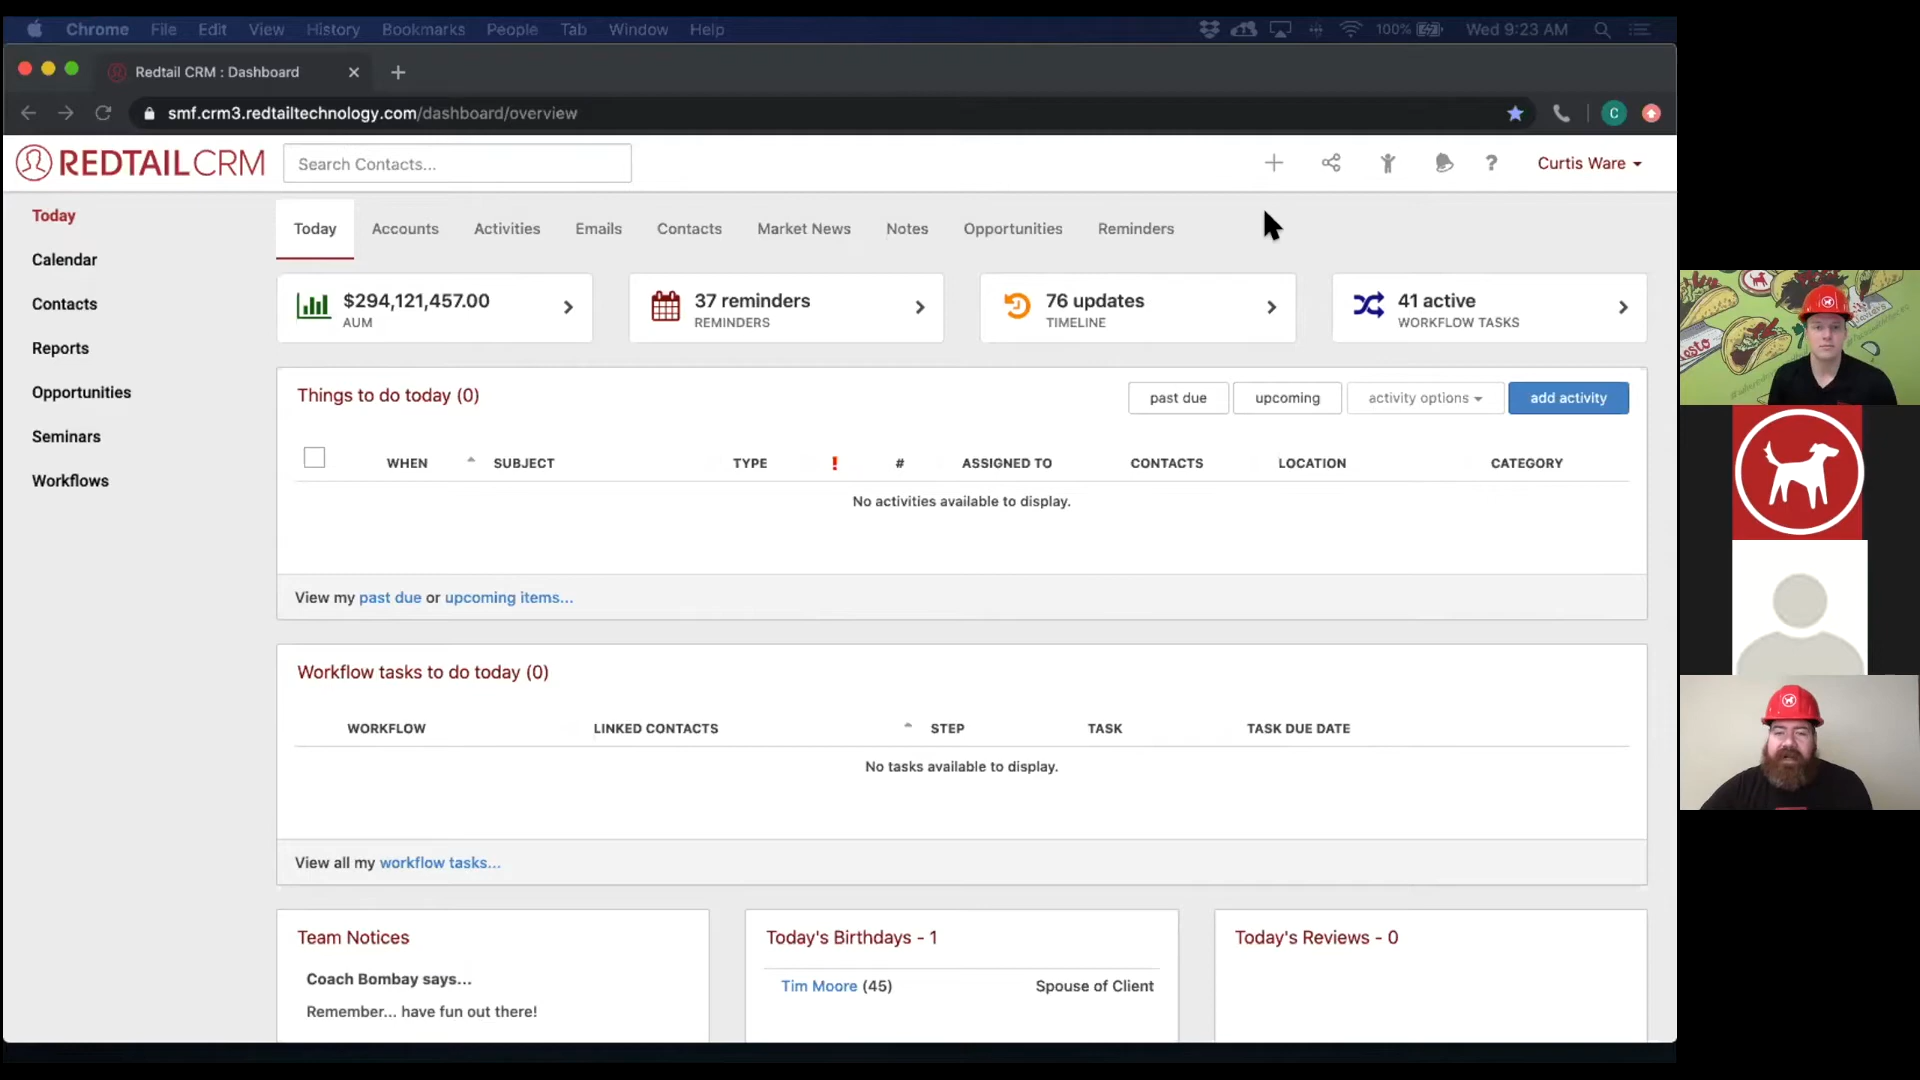 Chrome File Edit View History Bookmarks People Tab Window Help 100% Wed 9:23 AM
Redtail CRM : Dashboard
smf.crm3.redtailtechnology.com/dashboard/overview C
REDTAILCRM Search Contacts... ? Curtis Ware
Today
Calendar
Contacts
Reports
Opportunities
Seminars
Workflows
Today Accounts Activities Emails Contacts Market News Notes Opportunities Reminders
$294,121,457.00
AUM
37 reminders
REMINDERS
76 updates
TIMELINE
41 active
WORKFLOW TASKS
Things to do today (0) past due upcoming activity options add activity
WHEN SUBJECT TYPE ! # ASSIGNED TO CONTACTS LOCATION CATEGORY
No activities available to display.
View my past due or upcoming items...
Workflow tasks to do today (0)
WORKFLOW LINKED CONTACTS STEP TASK TASK DUE DATE
No tasks available to display.
View all my workflow tasks...
Team Notices
Coach Bombay says...
Remember... have fun out there!
Today's Birthdays - 1
Tim Moore (45) Spouse of Client
Today's Reviews - 0